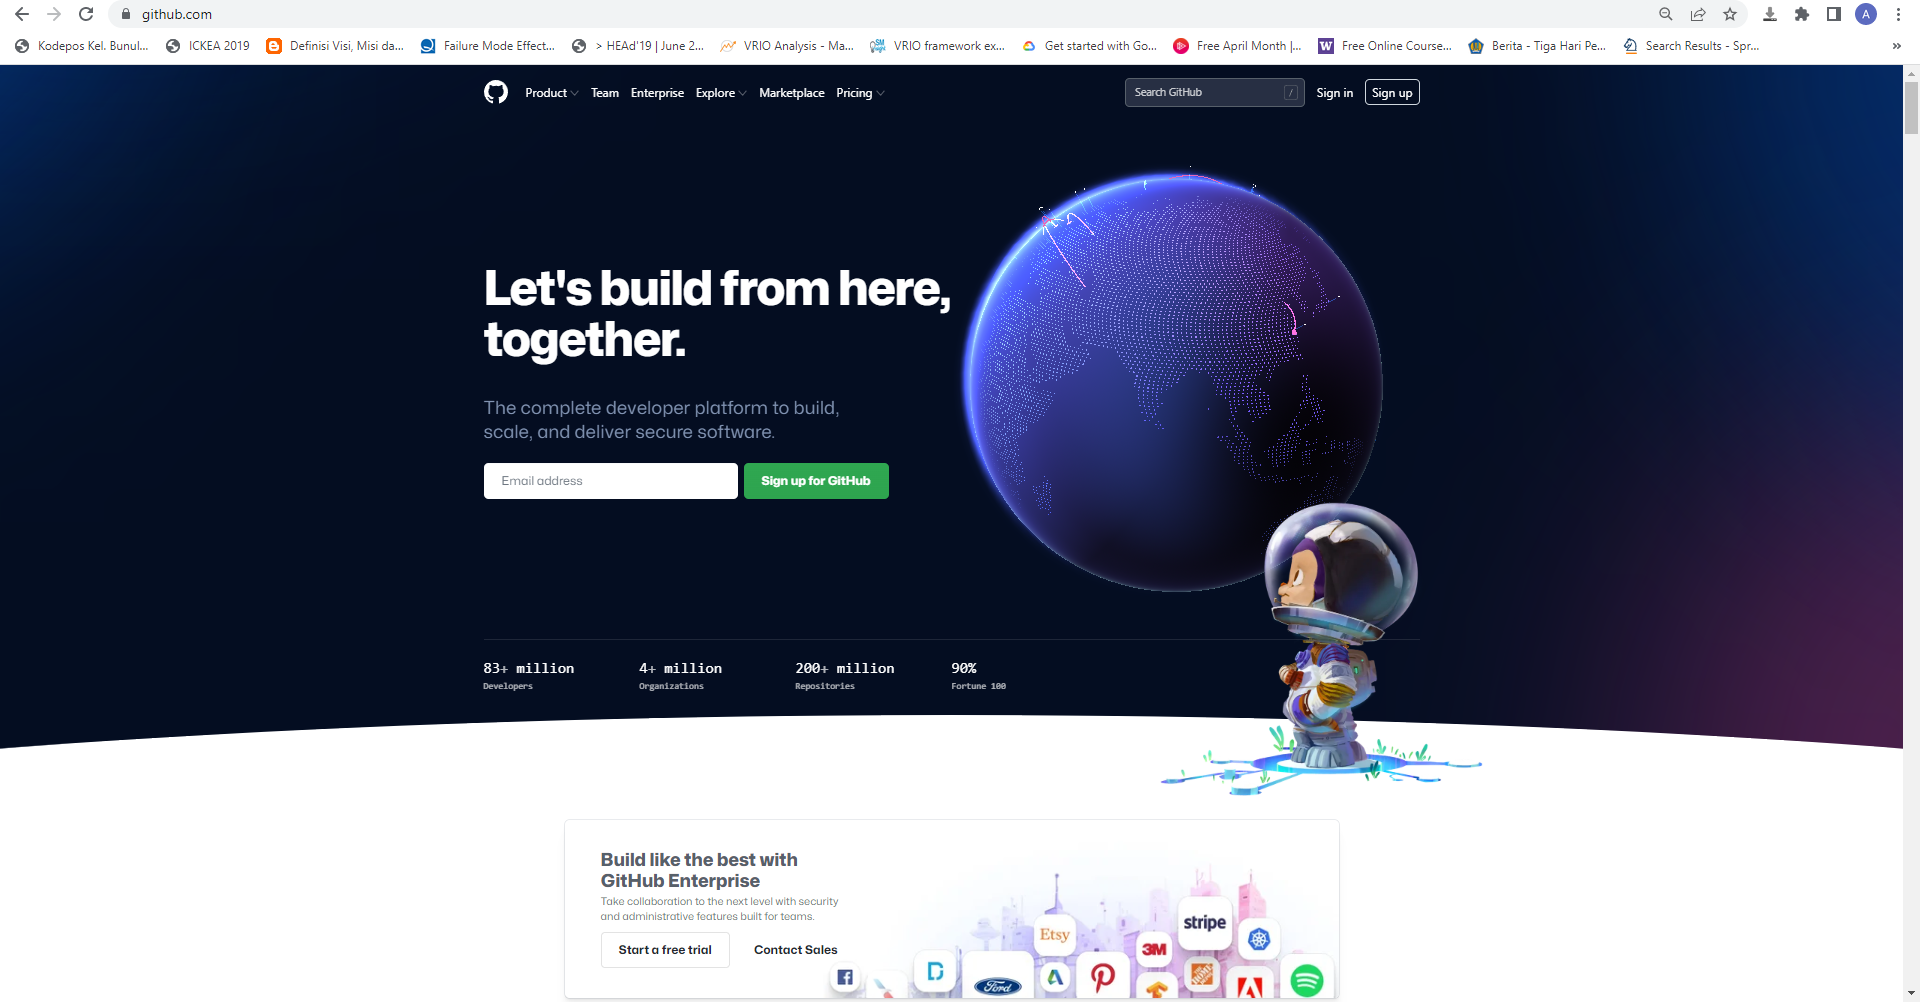 github.com
A
Kodepos Kel. Bunul...
ICKEA 2019
Definisi Visi, Misi da...
Failure Mode Effect...
> HEAd'19 | June 2...
VRIO Analysis - Ma...
VRIO framework ex...
Get started with Go...
Free April Month |...
Free Online Course...
Berita - Tiga Hari Pe...
Search Results - Spr...
»
Product
Team
Enterprise
Explore
Marketplace
Pricing
Search GitHub /
Sign in
Sign up
Let's build from here,
together.
The complete developer platform to build,
scale, and deliver secure software.
Email address
Sign up for GitHub
83+ million
Developers
4+ million
Organizations
200+ million
Repositories
90%
Fortune 100
Build like the best with
GitHub Enterprise
Take collaboration to the next level with security
and administrative features built for teams.
Start a free trial
Contact Sales
Etsy
stripe
3M
Ford